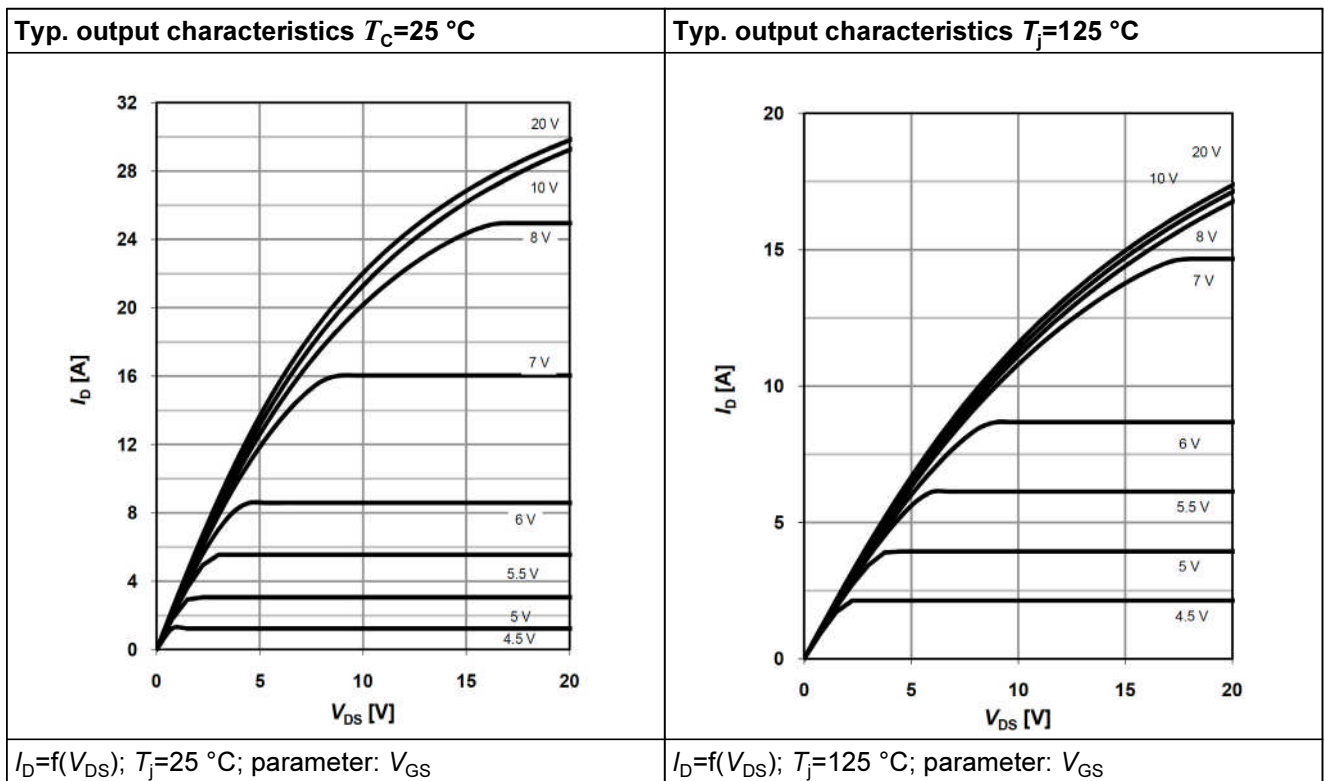 Typ. output characteristics TC=25 °C
Typ. output characteristics Tj=125 °C
32
28
24
20
16
12
8
4
0
0
5
10
15
20
ID [A]
VDS [V]
20 V
10 V
8 V
7 V
6 V
5.5 V
5 V
4.5 V
20
15
10
5
0
0
5
10
15
20
ID [A]
VDS [V]
20 V
10 V
8 V
7 V
6 V
5.5 V
5 V
4.5 V
ID=f(VDS); Tj=25 °C; parameter: VGS
ID=f(VDS); Tj=125 °C; parameter: VGS